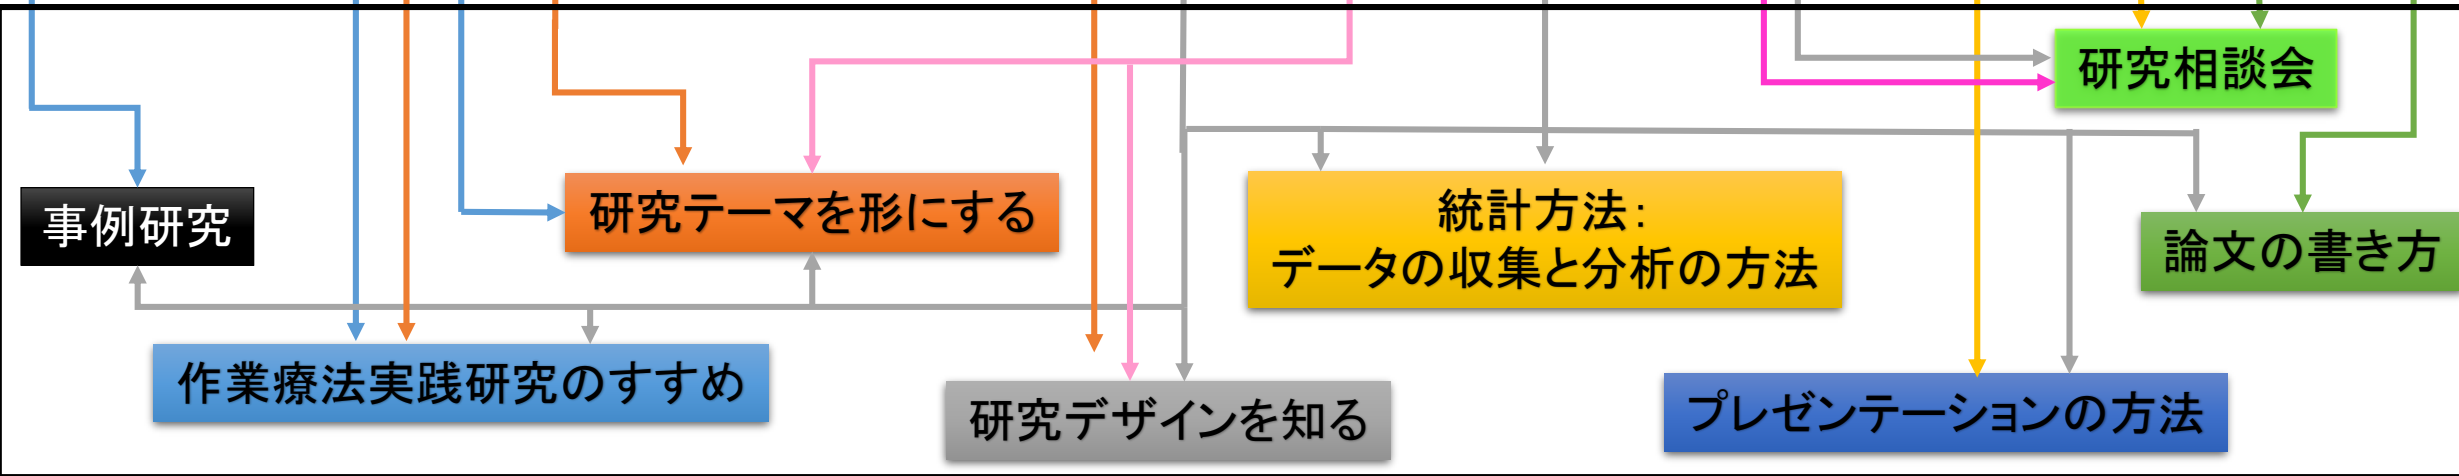 研究相談会
事例研究
研究テーマを形にする
統計方法：
データの収集と分析の方法
論文の書き方
作業療法実践研究のすすめ
研究デザインを知る
プレゼンテーションの方法